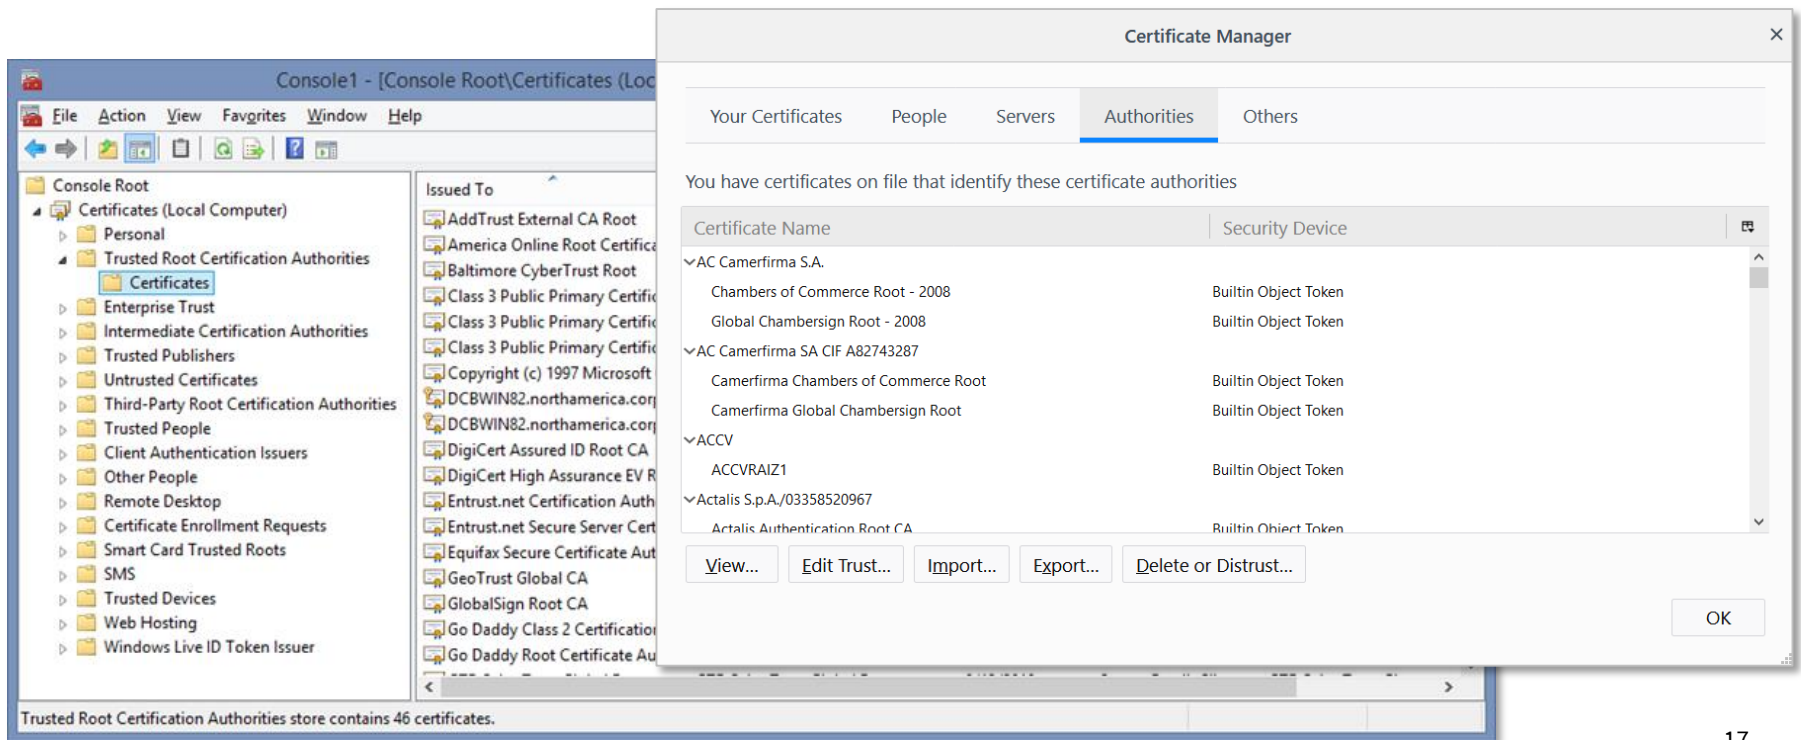 Console1 - [Console Root\Certificates (Loc
File Action View Favorites Window Help
Console Root
Certificates (Local Computer)
Personal
Trusted Root Certification Authorities
Certificates
Enterprise Trust
Intermediate Certification Authorities
Trusted Publishers
Untrusted Certificates
Third-Party Root Certification Authorities
Trusted People
Client Authentication Issuers
Other People
Remote Desktop
Certificate Enrollment Requests
Smart Card Trusted Roots
SMS
Trusted Devices
Web Hosting
Windows Live ID Token Issuer
Issued To
AddTrust External CA Root
America Online Root Certifica
Baltimore CyberTrust Root
Class 3 Public Primary Certific
Class 3 Public Primary Certific
Class 3 Public Primary Certific
Copyright (c) 1997 Microsoft
DCBWIN82.northamerica.corp
DCBWIN82.northamerica.corp
DigiCert Assured ID Root CA
DigiCert High Assurance EV R
Entrust.net Certification Auth
Entrust.net Secure Server Cert
Equifax Secure Certificate Aut
GeoTrust Global CA
GlobalSign Root CA
Go Daddy Class 2 Certification
Go Daddy Root Certificate Au
Trusted Root Certification Authorities store contains 46 certificates.
Certificate Manager
Your Certificates People Servers Authorities Others
You have certificates on file that identify these certificate authorities
Certificate Name Security Device
AC Camerfirma S.A.
Chambers of Commerce Root - 2008 Builtin Object Token
Global Chambersign Root - 2008 Builtin Object Token
AC Camerfirma SA CIF A82743287
Camerfirma Chambers of Commerce Root Builtin Object Token
Camerfirma Global Chambersign Root Builtin Object Token
ACCV
ACCVRAIZ1 Builtin Object Token
Actalis S.p.A./03358520967
Actalis Authentication Root CA Builtin Object Token
View... Edit Trust... Import... Export... Delete or Distrust...
OK
17